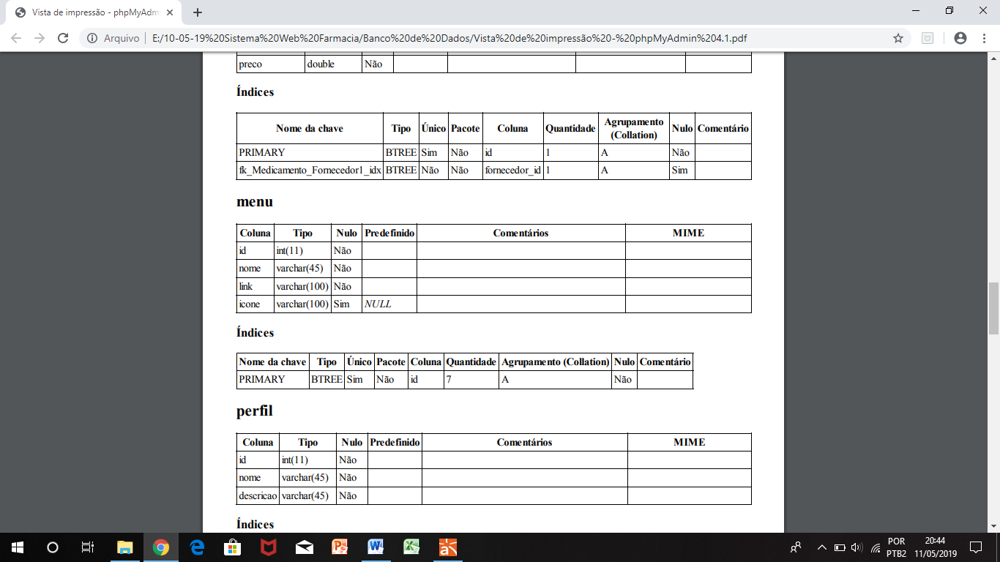 Vista de impressão - phpMyAdm
Arquivo | E:/10-05-19%20Sistema%20Web%20Farmacia/Banco%20de%20Dados/Vista%20de%20impressão%20-%20phpMyAdmin%204.1.pdf
preco double Não
Índices
Nome da chave Tipo Único Pacote Coluna Quantidade Agrupamento (Collation) Nulo Comentário
PRIMARY BTREE Sim Não id 1 A Não
fk_Medicamento_Fornecedor1_idx BTREE Não Não fornecedor_id 1 A Sim
menu
Coluna Tipo Nulo Predefinido Comentários MIME
id int(11) Não
nome varchar(45) Não
link varchar(100) Não
icone varchar(100) Sim NULL
Índices
Nome da chave Tipo Único Pacote Coluna Quantidade Agrupamento (Collation) Nulo Comentário
PRIMARY BTREE Sim Não id 7 A Não
perfil
Coluna Tipo Nulo Predefinido Comentários MIME
id int(11) Não
nome varchar(45) Não
descricao varchar(45) Não
Índices
POR 20:44
PTB2 11/05/2019